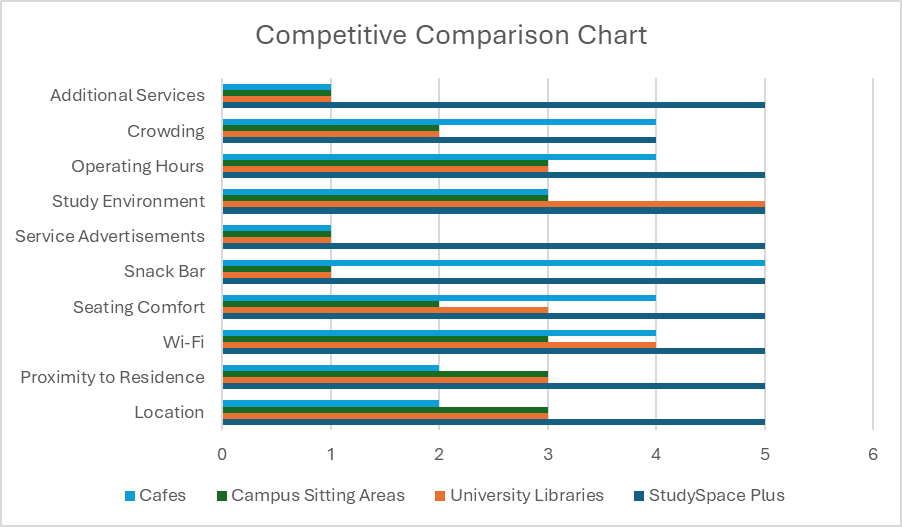 Competitive Comparison Chart
Additional Services
Crowding
Operating Hours
Study Environment
Service Advertisements
Snack Bar
Seating Comfort
Wi-Fi
Proximity to Residence
Location
0 1 2 3 4 5 6
Cafes Campus Sitting Areas University Libraries StudySpace Plus